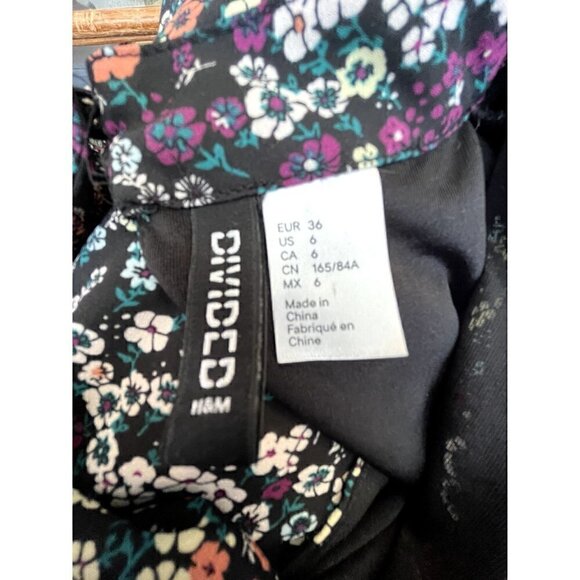 DIVIDED
H&M
EUR 36
US 6
CA 6
CN 165/84A
MX 6
Made in
China
Fabriqué en
Chine